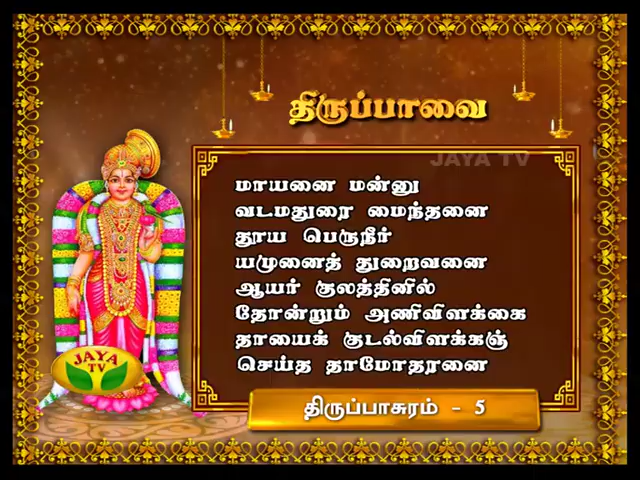 திருப்பாவை
JAYA TV
மாயனை மன்னு
வடமதுரை மைந்தனை
தூய பெருநீர்
யமுனைத் துறைவனை
ஆயர் குலத்தினில்
தோன்றும் அணிவிளக்கை
தாயைக் குடல்விளக்கஞ்
செய்த தாமோதரனை
JAYA
TV
திருப்பாசுரம் - 5